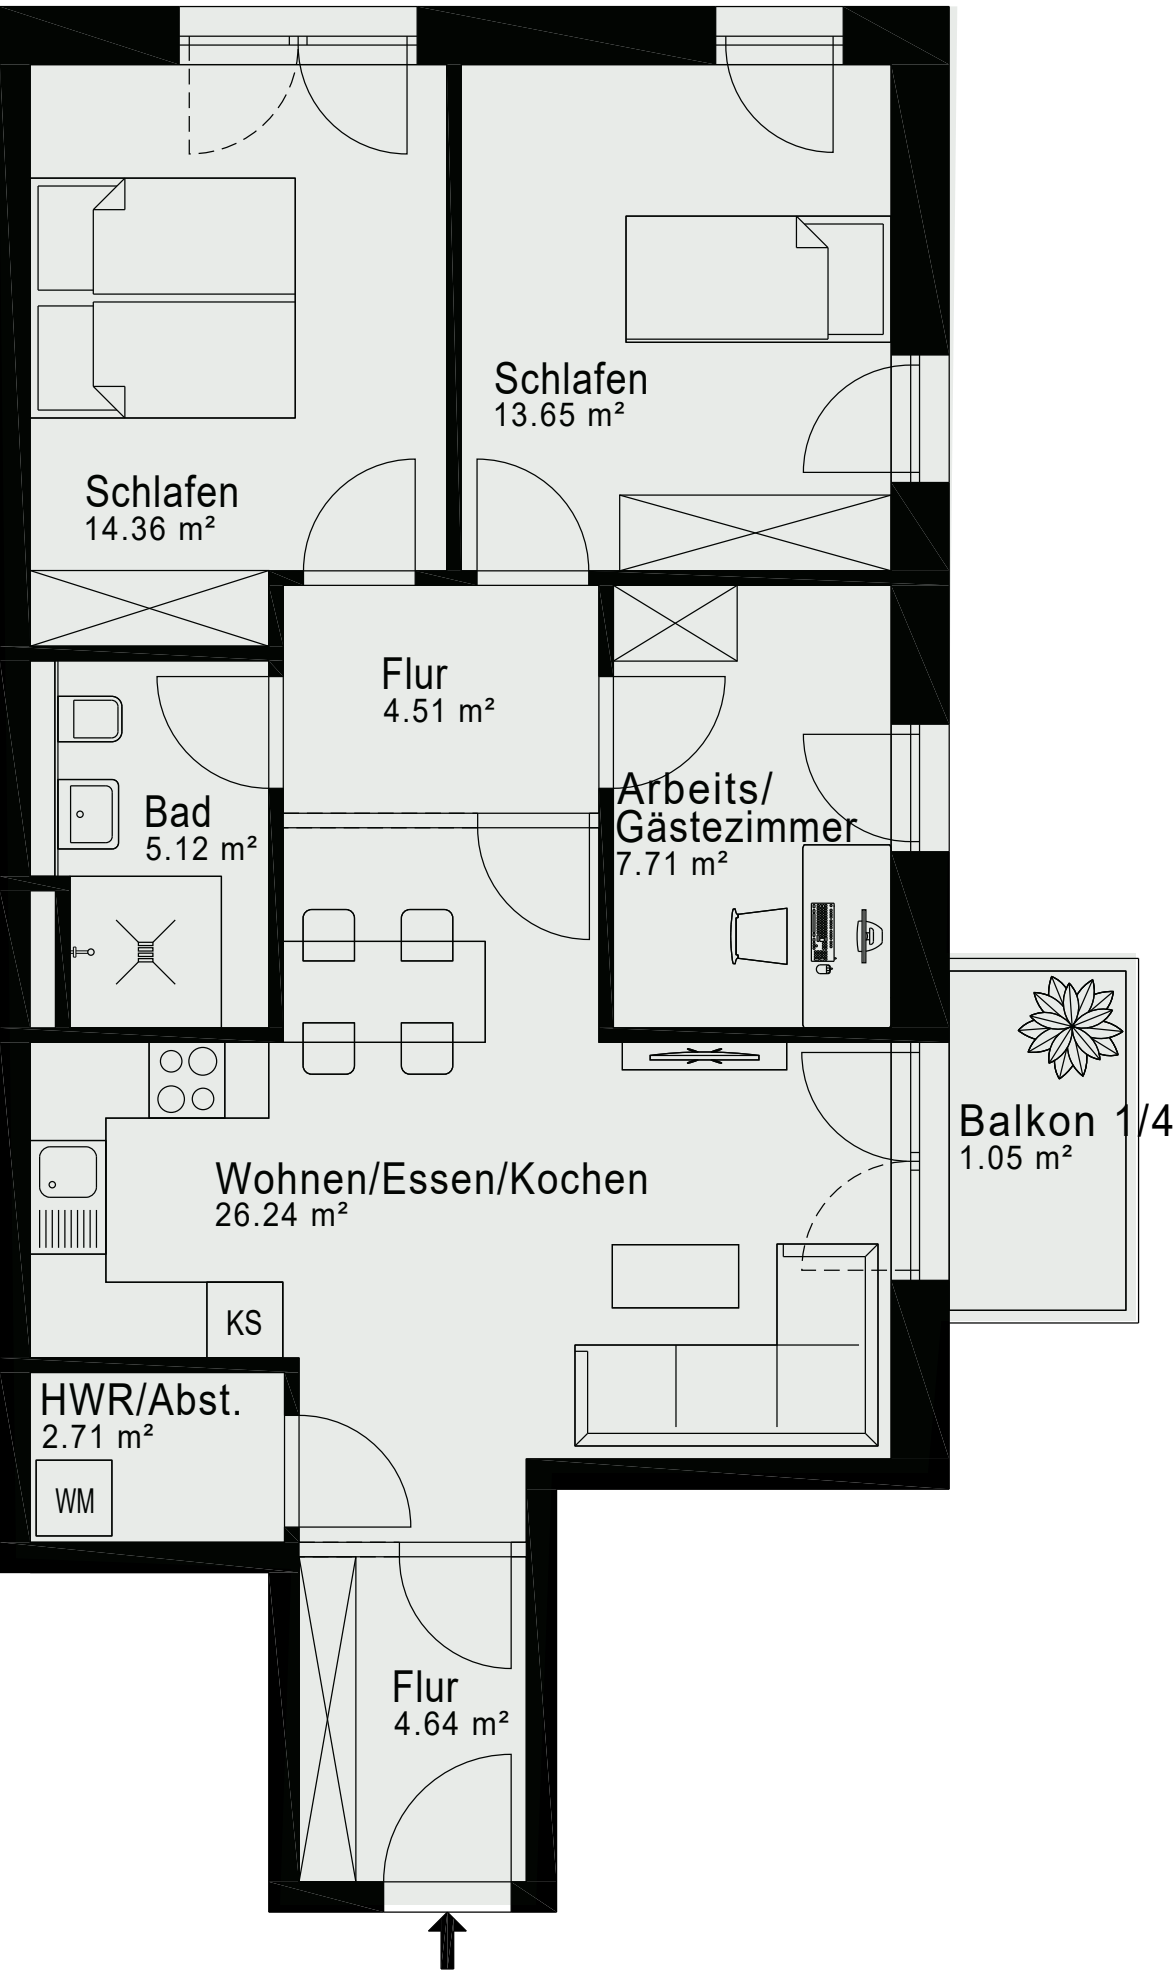 Schlafen
13.65 m²
Schlafen
14.36 m²
Flur
4.51 m²
Arbeits/
Gästezimmer
7.71 m²
Bad
5.12 m²
Balkon 1/4
1.05 m²
Wohnen/Essen/Kochen
26.24 m²
KS
HWR/Abst.
2.71 m²
WM
Flur
4.64 m²